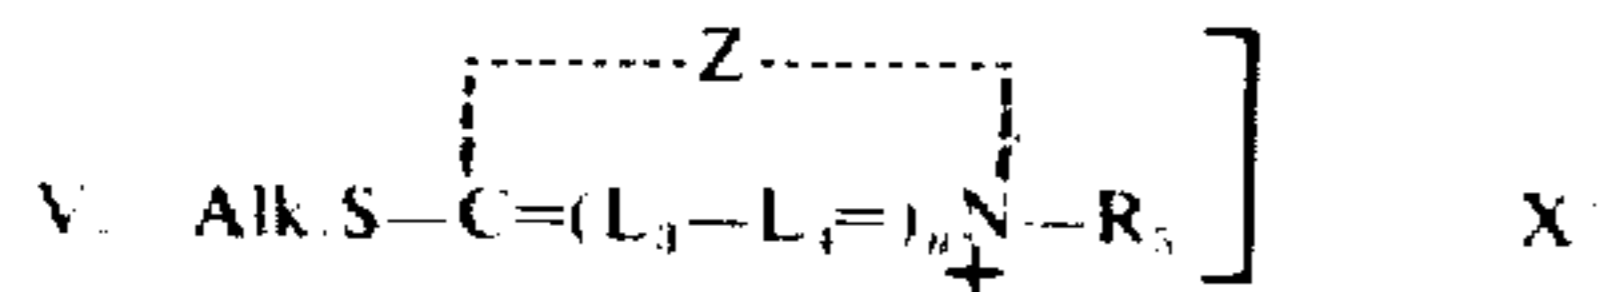 Z
V. Alk.S—C=(L₃—L₄=)ₙN—R₅] X⁻
+